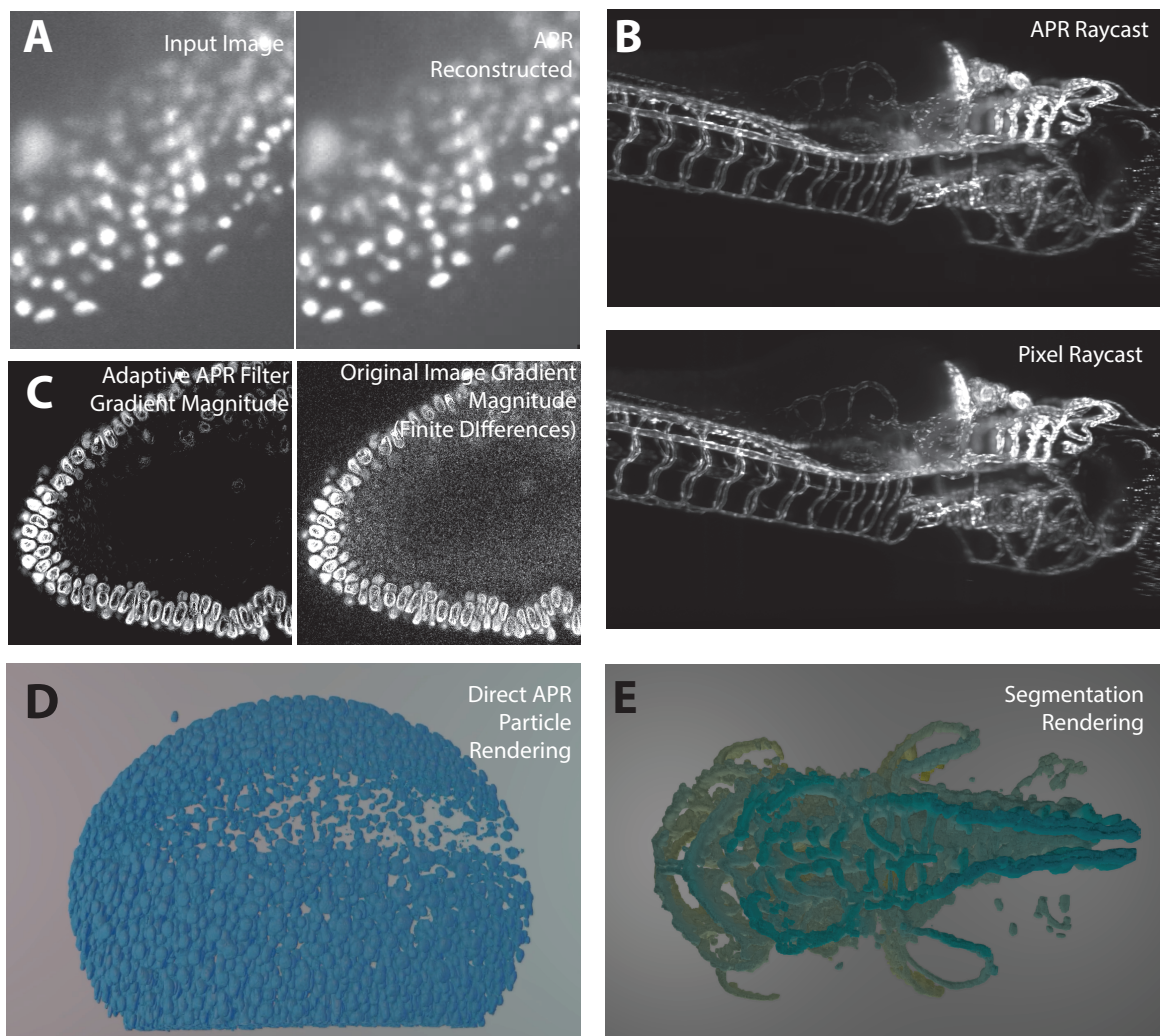 A
Input Image
APR
Reconstructed
B
APR Raycast
Pixel Raycast
C
Adaptive APR Filter
Gradient Magnitude
Original Image Gradient
Magnitude
(Finite DIfferences)
D
Direct APR
Particle
Rendering
E
Segmentation
Rendering